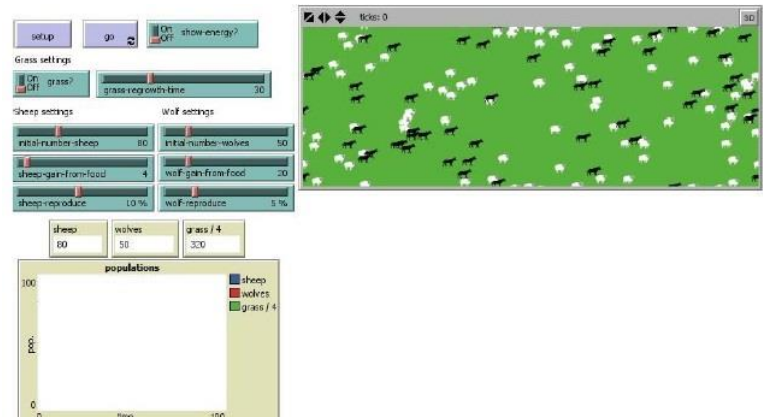 setup
go
On
Off
show-energy?
Grass settings
On
Off
grass?
grass-regrowth-time 30
Sheep settings
Wolf settings
initial-number-sheep 80
initial-number-wolves 50
sheep-gain-from-food 4
wolf-gain-from-food 20
sheep-reproduce 10 %
wolf-reproduce 5 %
sheep
80
wolves
50
grass / 4
320
populations
100
pop.
0
0
time
100
sheep
wolves
grass / 4
ticks: 0
3D